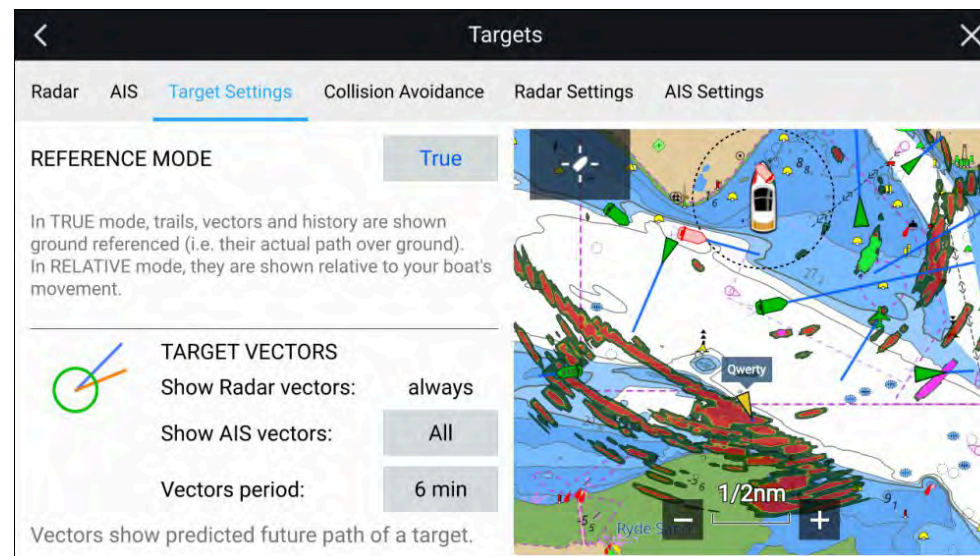 Targets
Radar AIS Target Settings Collision Avoidance Radar Settings AIS Settings
REFERENCE MODE True
In TRUE mode, trails, vectors and history are shown
ground referenced (i.e. their actual path over ground).
In RELATIVE mode, they are shown relative to your boat's
movement.
TARGET VECTORS
Show Radar vectors: always
Show AIS vectors: All
Vectors period: 6 min
Vectors show predicted future path of a target.
Qwerty
1/2nm
Ryde